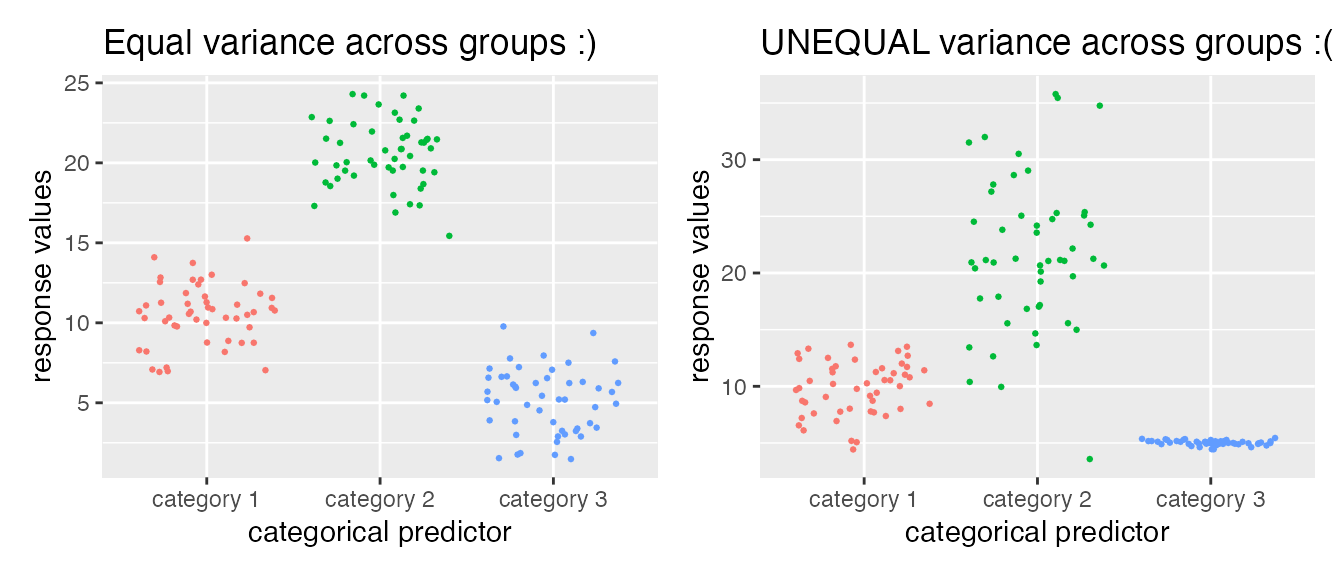 Equal variance across groups :)
25
20
15
10
5
response values
category 1
category 2
category 3
categorical predictor
UNEQUAL variance across groups :(
30
20
10
response values
category 1
category 2
category 3
categorical predictor